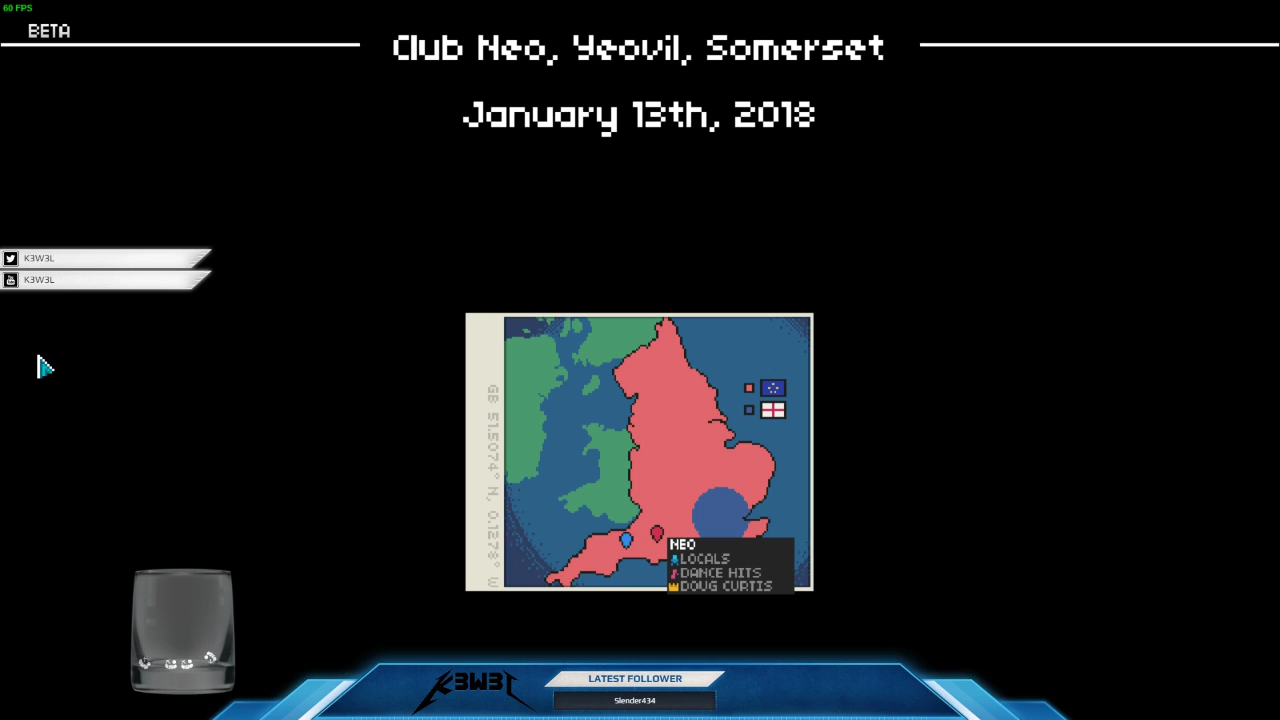 60 FPS
BETA
Club Neo, Yeovil, Somerset
January 13th, 2018
K3W3L
K3W3L
GB 51.5074° N, 0.1278° W
NEO
LOCALS
DANCE HITS
DOUG CURTIS
K3W3L
LATEST FOLLOWER
Slender434